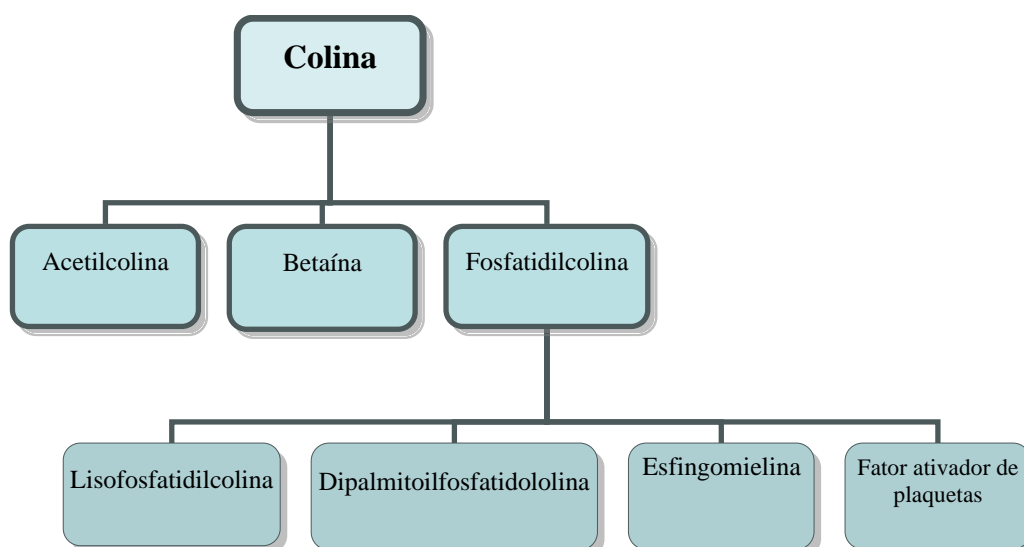 Colina
Acetilcolina
Betaína
Fosfatidilcolina
Lisofosfatidilcolina
Dipalmitoilfosfatidololina
Esfingomielina
Fator ativador de
plaquetas